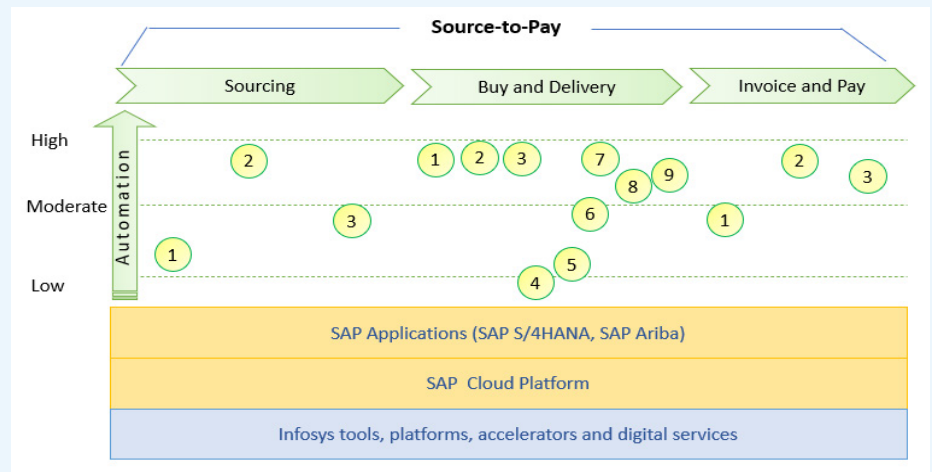 Source-to-Pay
Sourcing
Buy and Delivery
Invoice and Pay
High
Moderate
Low
Automation
2
1
2
3
7
8
9
2
3
3
6
1
1
5
4
SAP Applications (SAP S/4HANA, SAP Ariba)
SAP Cloud Platform
Infosys tools, platforms, accelerators and digital services